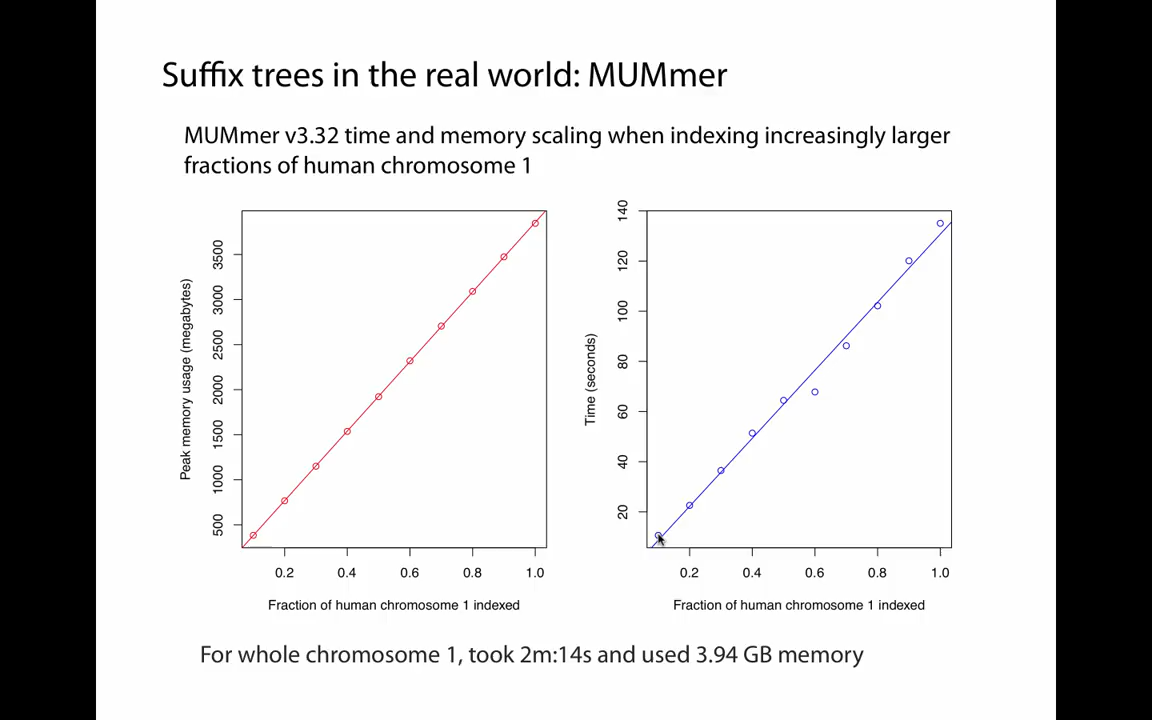 Suffix trees in the real world: MUMmer
MUMmer v3.32 time and memory scaling when indexing increasingly larger
fractions of human chromosome 1
Peak memory usage (megabytes)
3500
3000
2500
2000
1500
1000
500
0.2 0.4 0.6 0.8 1.0
Fraction of human chromosome 1 indexed
Time (seconds)
140
120
100
80
60
40
20
0.2 0.4 0.6 0.8 1.0
Fraction of human chromosome 1 indexed
For whole chromosome 1, took 2m:14s and used 3.94 GB memory